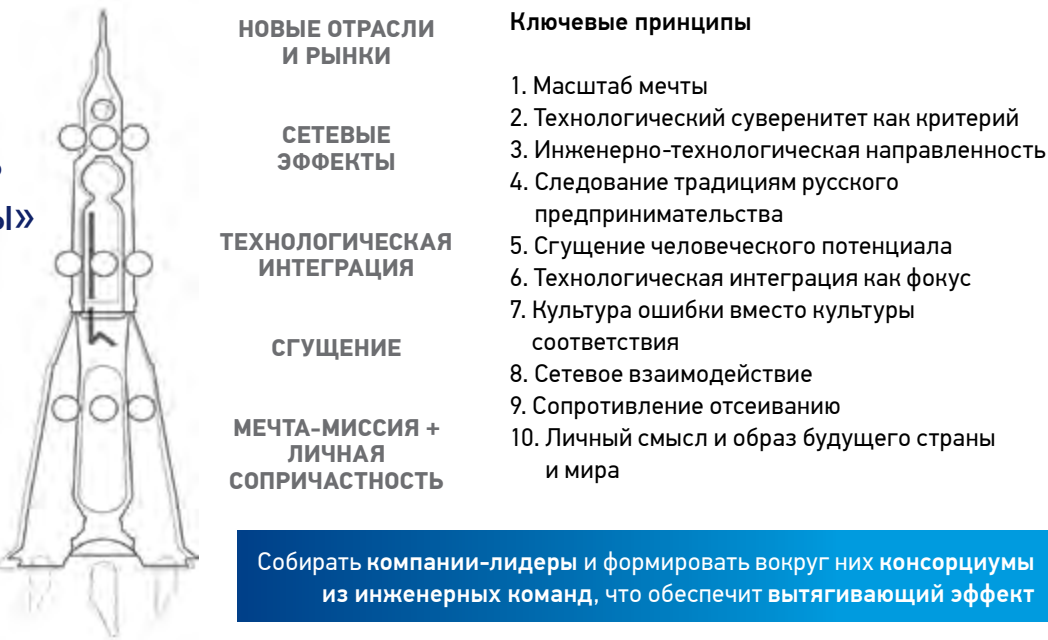 ы»
НОВЫЕ ОТРАСЛИ
И РЫНКИ
СЕТЕВЫЕ
ЭФФЕКТЫ
ТЕХНОЛОГИЧЕСКАЯ
ИНТЕГРАЦИЯ
СГУЩЕНИЕ
МЕЧТА-МИССИЯ +
ЛИЧНАЯ
СОПРИЧАСТНОСТЬ
Ключевые принципы
1. Масштаб мечты
2. Технологический суверенитет как критерий
3. Инженерно-технологическая направленность
4. Следование традициям русского
предпринимательства
5. Сгущение человеческого потенциала
6. Технологическая интеграция как фокус
7. Культура ошибки вместо культуры
соответствия
8. Сетевое взаимодействие
9. Сопротивление отсеиванию
10. Личный смысл и образ будущего страны
и мира
Собирать компании-лидеры и формировать вокруг них консорциумы
из инженерных команд, что обеспечит вытягивающий эффект